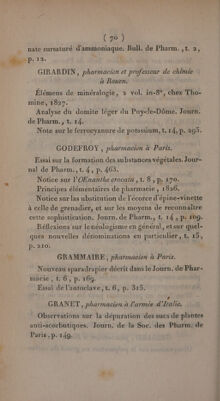 ( 70 )
nate sursaturé d'ammoniaque. Bull. de Pharm., t. 2,
p. 12.
GIRARDIN, pharmacien et professeur de chimie
à Rouen.
Élémens de minéralogie, 2 vol. in-8°, chez Tho-
mine, 1827.
Analyse du domite léger du Puy-de-Dôme. Journ.
de Pharm., t. 14.
Note sur le ferrocyanure de potassium, t. 14, p. 295.
GODEFROY, pharmacien à Paris.
Essai sur la formation des substances végétales. Jour-
nal de Pharm., t. 4, p. 463.
Notice sur l'OEnanthe crocata, t. 8, p. 170.
Principes élémentaires de pharmacie, 1826.
Notice sur la substitution de l'écorce d'épine-vinette
à celle de grenadier, et sur les moyens de reconnaître
cette sophistication. Journ. de Pharm., t. 14, p. 109.
Réflexions sur le néologisme en général, et sur quel-
ques nouvelles dénominations en particulier, t. 15,
p. 210.
GRAMMAIRE, pharmacien à Paris.
Nouveau sparadrapier décrit dans le Journ. de Phar-
macie, t. 6, p. 169.
Essai de l'aunoclave, t. 6, p. 315.
GRANET, pharmacien à l'armée d'Italie.
Observations sur la dépuration des sucs de plantes
anti-scorbutiques. Journ. de la Soc. des Pharm. de
Paris, p. 149.